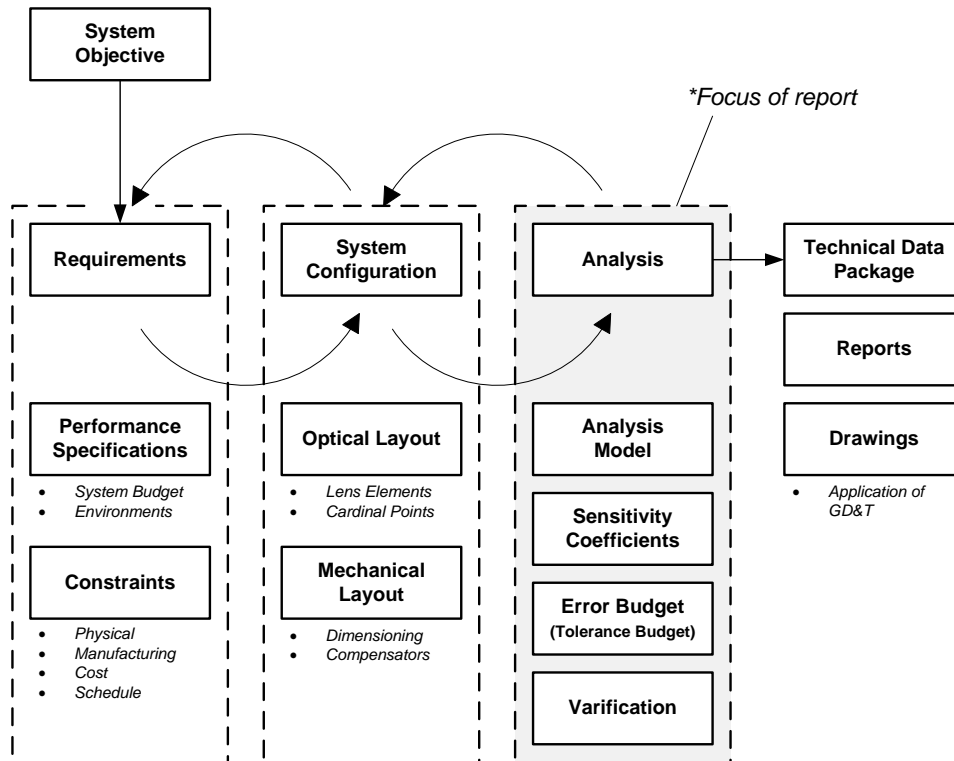 System
Objective
*Focus of report
Requirements
System
Configuration
Analysis
Technical Data
Package
Reports
Performance
Specifications
• System Budget
• Environments
Optical Layout
• Lens Elements
• Cardinal Points
Analysis
Model
Drawings
• Application of
GD&T
Sensitivity
Coefficients
Constraints
• Physical
• Manufacturing
• Cost
• Schedule
Mechanical
Layout
• Dimensioning
• Compensators
Error Budget
(Tolerance Budget)
Varification